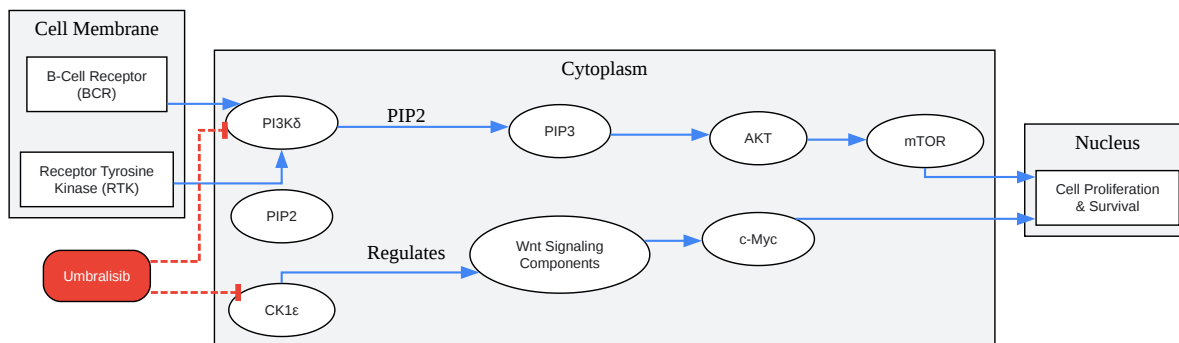 Cell Membrane
B-Cell Receptor
(BCR)
Receptor Tyrosine
Kinase (RTK)
Umbralisib
Cytoplasm
PI3Kδ
PIP2
PIP3
AKT
mTOR
PIP2
Regulates
Wnt Signaling
Components
c-Myc
CK1ε
Nucleus
Cell Proliferation
& Survival